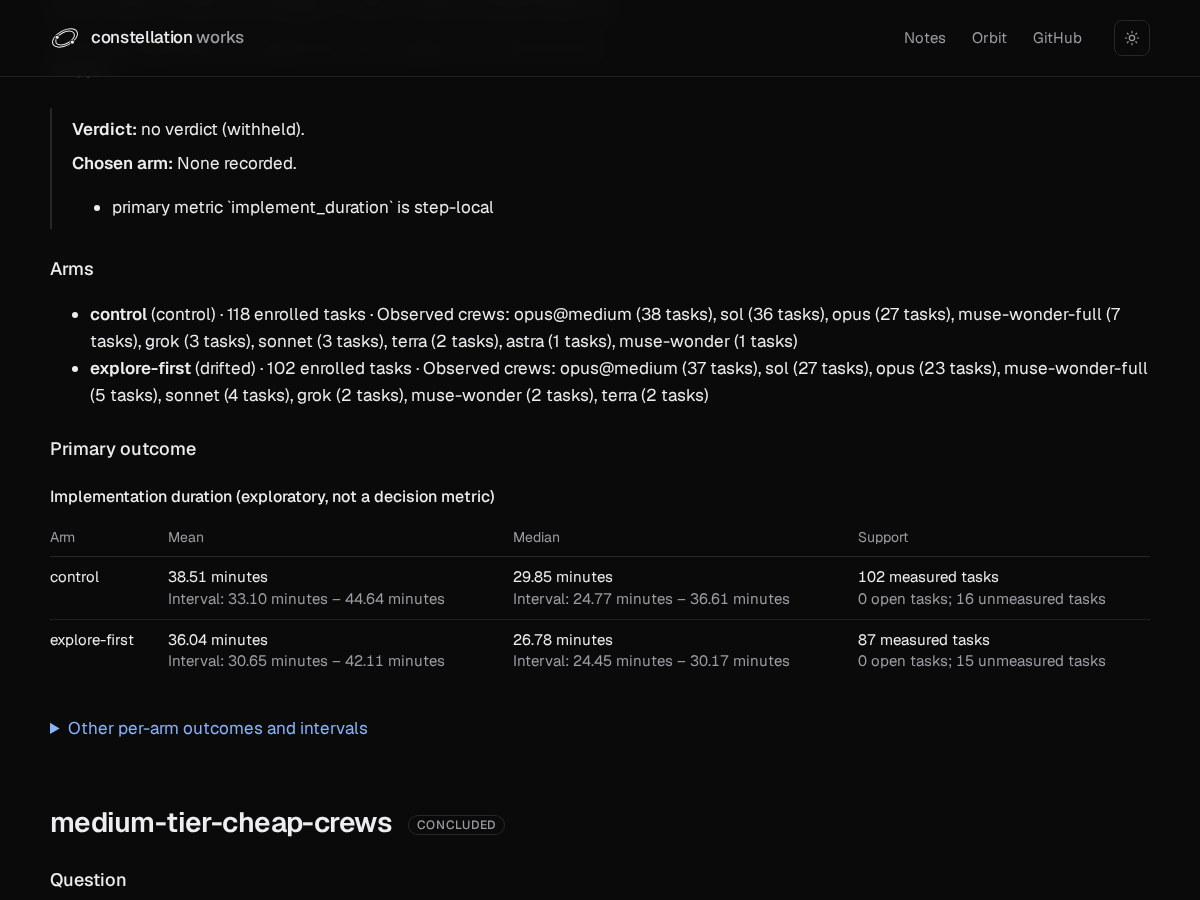 constellation works
Notes
Orbit
GitHub
Verdict: no verdict (withheld).
Chosen arm: None recorded.
• primary metric `implement_duration` is step-local
Arms
• control (control) · 118 enrolled tasks · Observed crews: opus@medium (38 tasks), sol (36 tasks), opus (27 tasks), muse-wonder-full (7
tasks), grok (3 tasks), sonnet (3 tasks), terra (2 tasks), astra (1 tasks), muse-wonder (1 tasks)
• explore-first (drifted) · 102 enrolled tasks · Observed crews: opus@medium (37 tasks), sol (27 tasks), opus (23 tasks), muse-wonder-full
(5 tasks), sonnet (4 tasks), grok (2 tasks), muse-wonder (2 tasks), terra (2 tasks)
Primary outcome
Implementation duration (exploratory, not a decision metric)
Arm Mean Median Support
control 38.51 minutes 29.85 minutes 102 measured tasks
Interval: 33.10 minutes – 44.64 minutes Interval: 24.77 minutes – 36.61 minutes 0 open tasks; 16 unmeasured tasks
explore-first 36.04 minutes 26.78 minutes 87 measured tasks
Interval: 30.65 minutes – 42.11 minutes Interval: 24.45 minutes – 30.17 minutes 0 open tasks; 15 unmeasured tasks
Other per-arm outcomes and intervals
medium-tier-cheap-crews CONCLUDED
Question